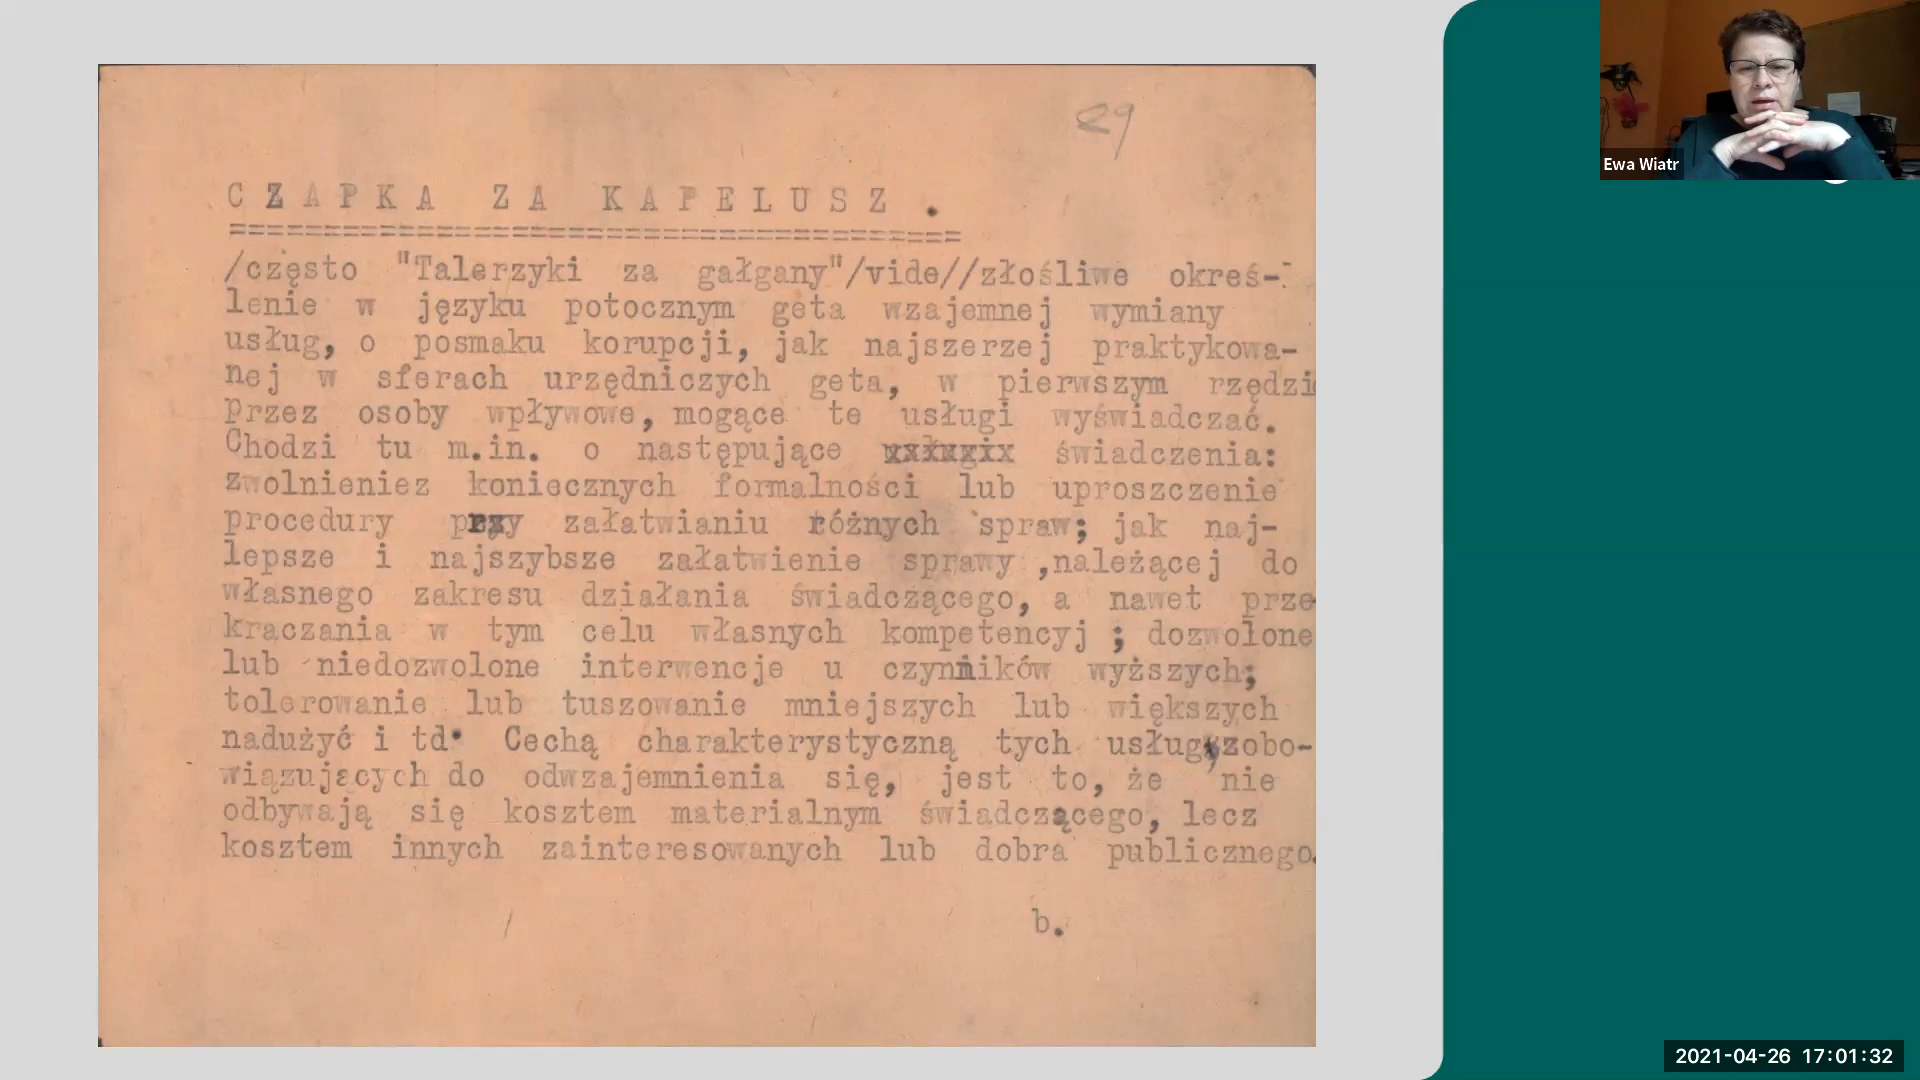 29
CZAPKA ZA KAPELUSZ.
/często "Talerzyki za gałgany"/vide//złośliwe okreś-
lenie w języku potocznym geta wzajemnej wymiany
usług, o posmaku korupcji, jak najszerzej praktykowa-
nej w sferach urzędniczych geta, w pierwszym rzędzi
przez osoby wpływowe, mogące te usługi wyświadczać.
Chodzi tu m.in. o następujące świadczenia:
zwolnieniez koniecznych formalności lub uproszczenie
procedury przy załatwianiu różnych spraw; jak naj-
lepsze i najszybsze załatwienie sprawy ,należącej do
własnego zakresu działania świadczącego, a nawet prze
kraczania w tym celu własnych kompetencyj ; dozwolone
lub niedozwolone interwencje u czynników wyższych;
tolerowanie lub tuszowanie mniejszych lub większych
nadużyć i td. Cechą charakterystyczną tych usług,zobo-
wiązujących do odwzajemnienia się, jest to, że nie
odbywają się kosztem materialnym świadczącego, lecz
kosztem innych zainteresowanych lub dobra publicznego.
b.
Ewa Wiatr
2021-04-26 17:01:32